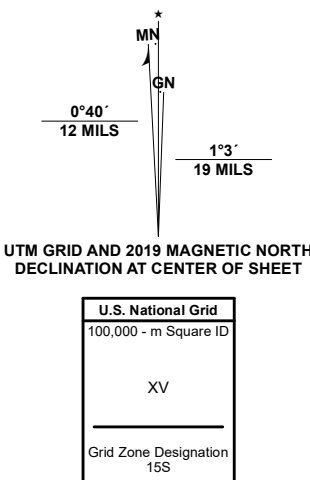 MN
GN
0°40´
12 MILS
1°3´
19 MILS
UTM GRID AND 2019 MAGNETIC NORTH
DECLINATION AT CENTER OF SHEET
U.S. National Grid
100,000 - m Square ID
XV
Grid Zone Designation
15S